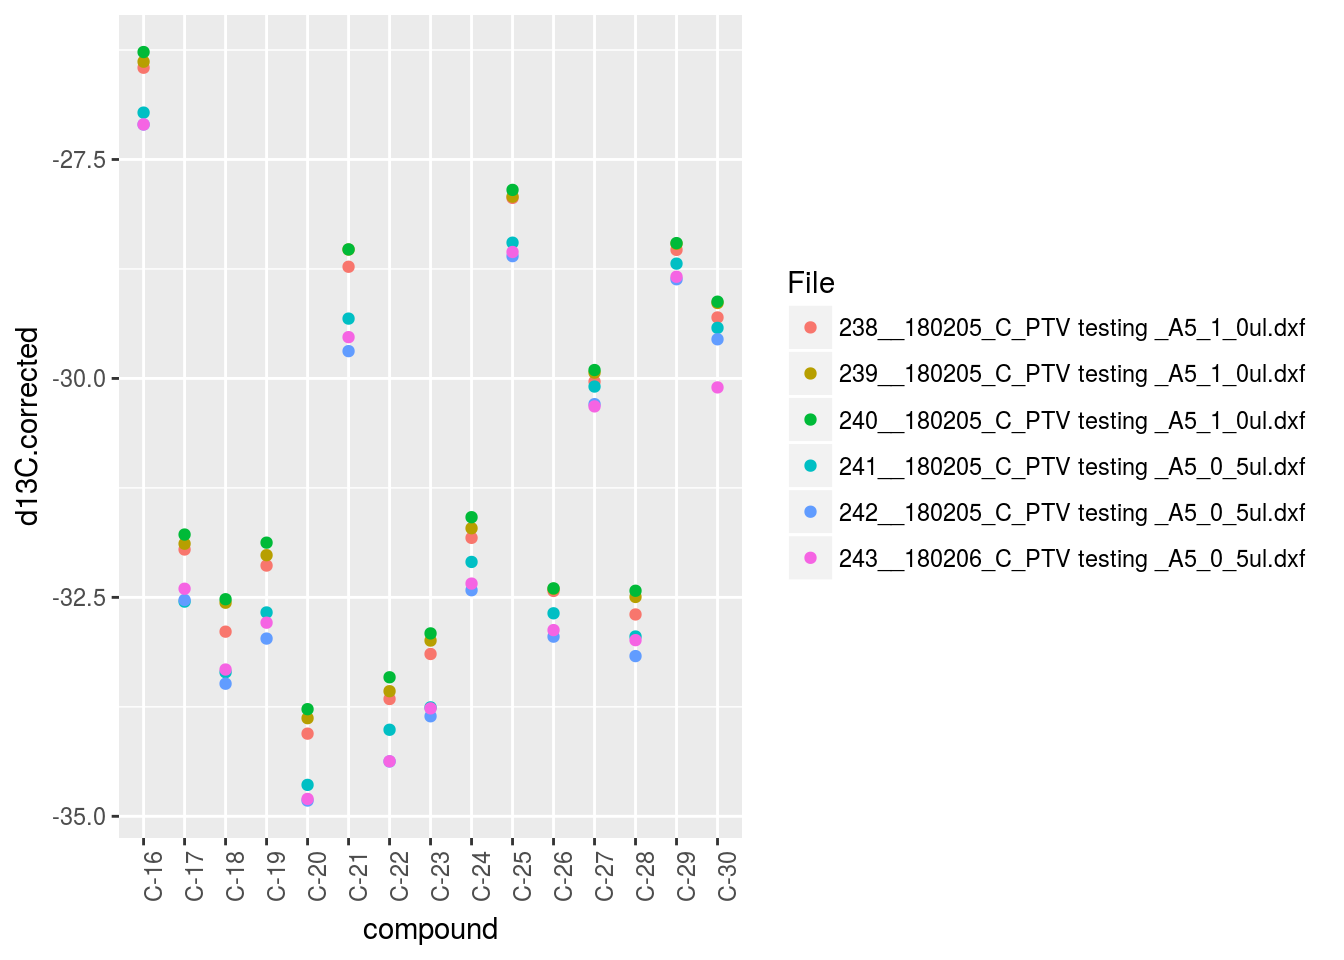 -27.5
-30.0
-32.5
-35.0
d13C.corrected
C-16
C-17
C-18
C-19
C-20
C-21
C-22
C-23
C-24
C-25
C-26
C-27
C-28
C-29
C-30
compound
File
238__180205_C_PTV testing _A5_1_0ul.dxf
239__180205_C_PTV testing _A5_1_0ul.dxf
240__180205_C_PTV testing _A5_1_0ul.dxf
241__180205_C_PTV testing _A5_0_5ul.dxf
242__180205_C_PTV testing _A5_0_5ul.dxf
243__180206_C_PTV testing _A5_0_5ul.dxf